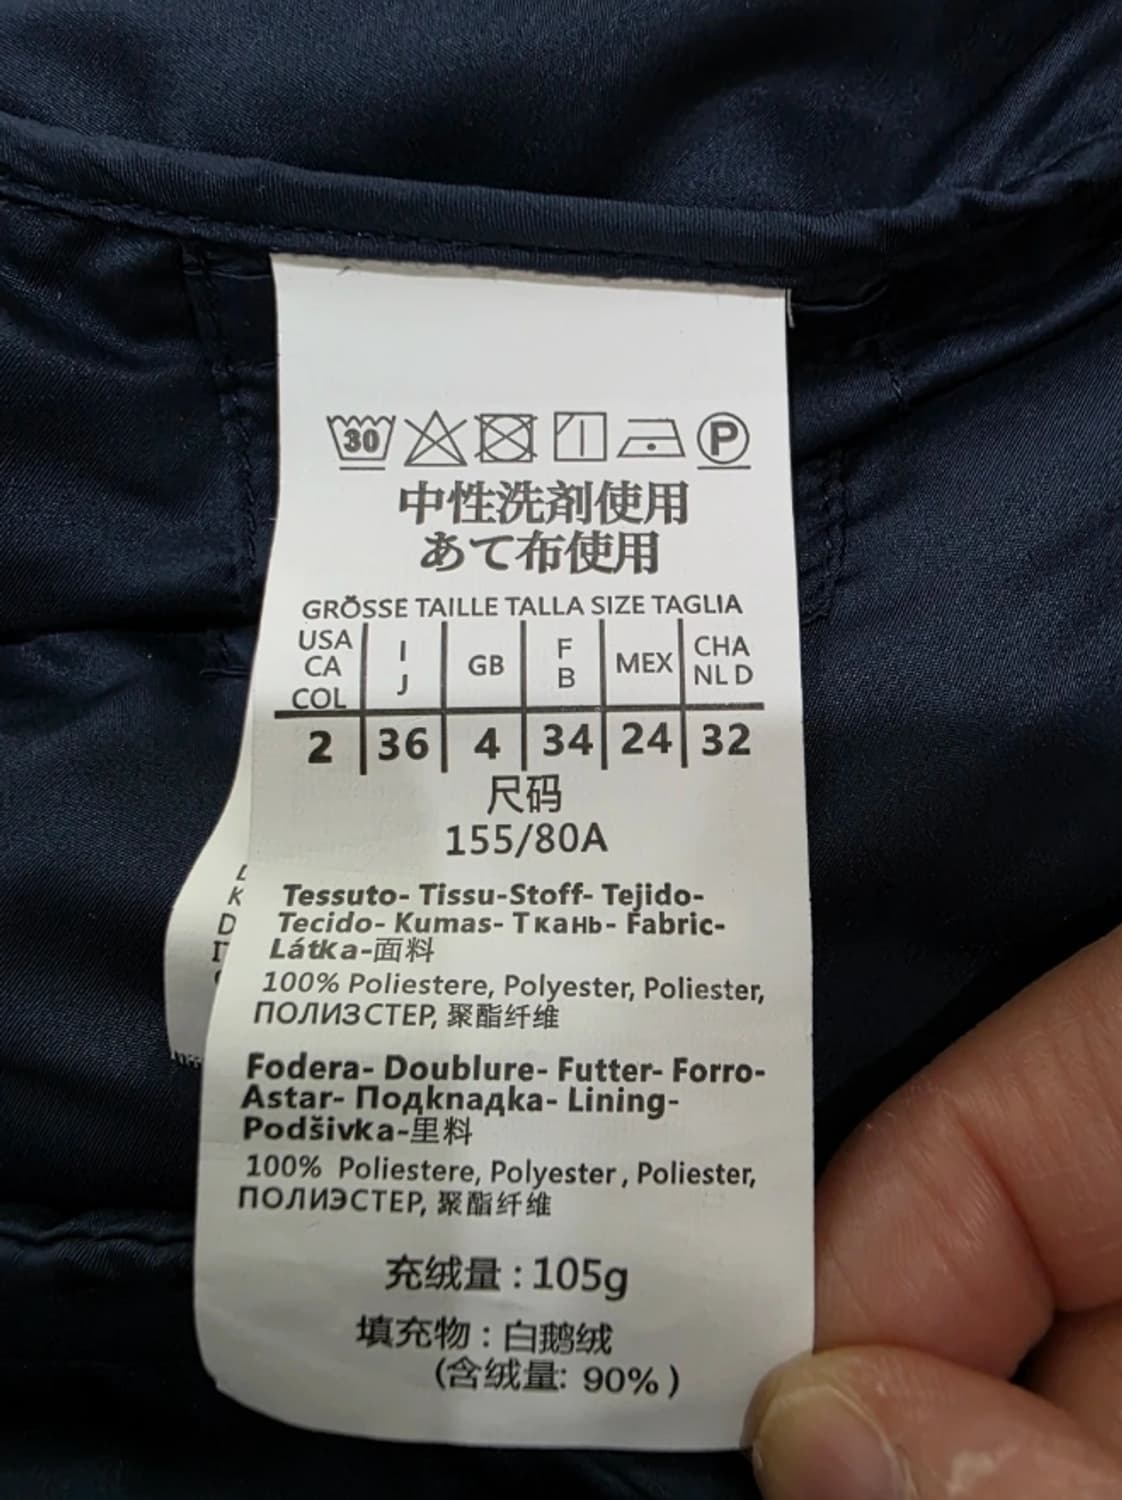 30 P
中性洗剤使用
あて布使用
GRÖSSE TAILLE TALLA SIZE TAGLIA
USA CA COL I J GB F B MEX CHA NL D
2 36 4 34 24 32
尺码
155/80A
Tessuto- Tissu-Stoff- Tejido-
Tecido- Kumas- Ткань- Fabric-
Látka-面料
100% Poliestere, Polyester, Poliester,
ПОЛИЗСТЕР, 聚酯纤维
Fodera- Doublure- Futter- Forro-
Astar- Подкпадка- Lining-
Podšivka-里料
100% Poliestere, Polyester, Poliester,
ПОЛИЭСТЕР, 聚酯纤维
充绒量：105g
填充物：白鹅绒
(含绒量: 90%)